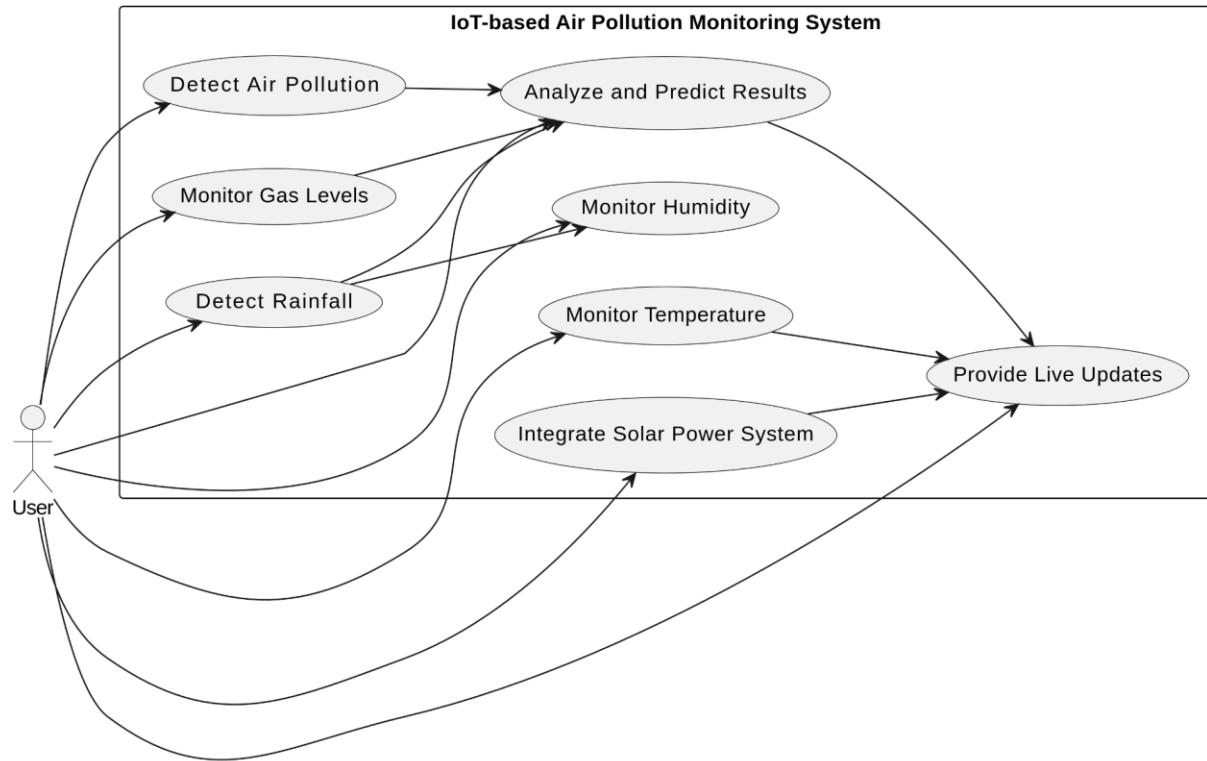 IoT-based Air Pollution Monitoring System
Detect Air Pollution
Analyze and Predict Results
Monitor Gas Levels
Monitor Humidity
Detect Rainfall
Monitor Temperature
Provide Live Updates
Integrate Solar Power System
User